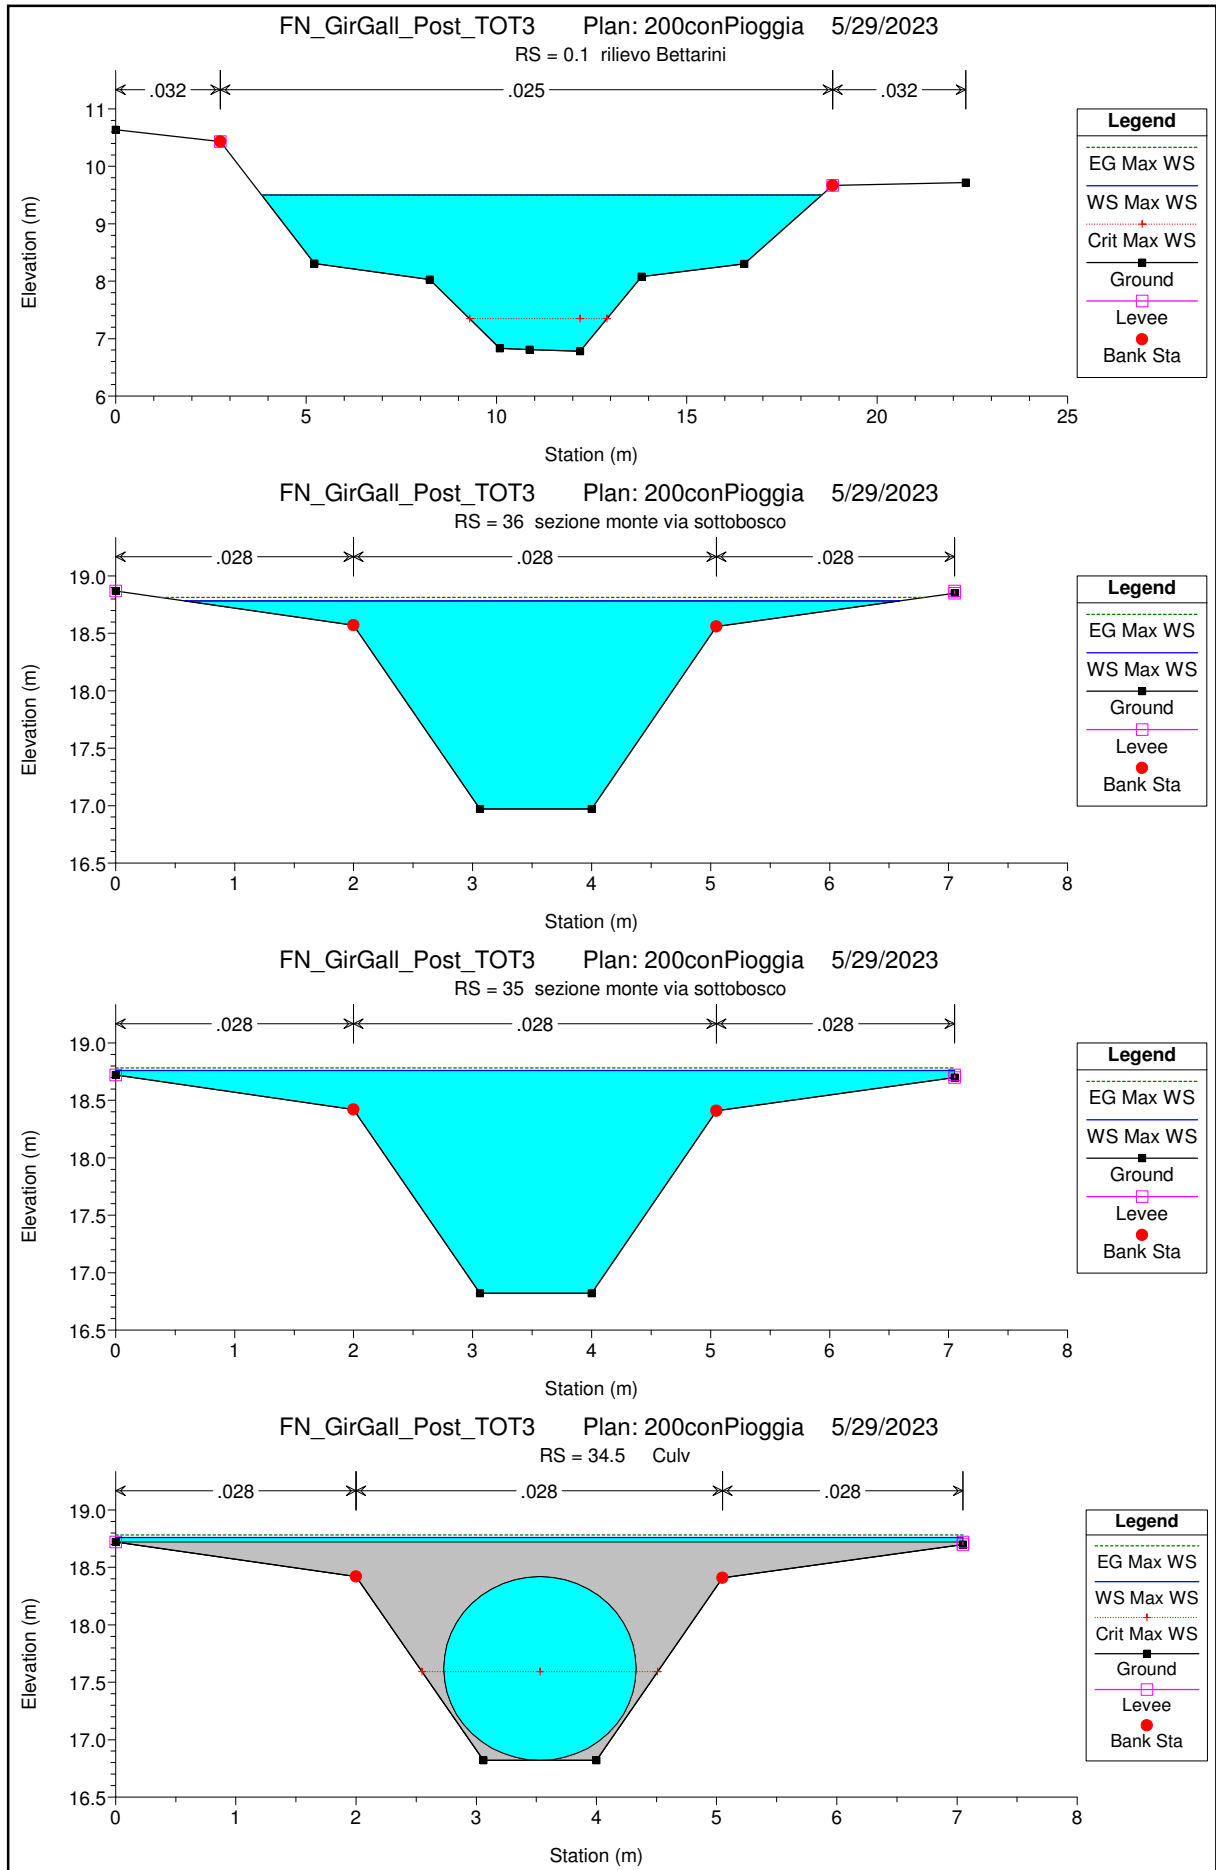 FN_GirGall_Post_TOT3 Plan: 200conPioggia 5/29/2023
RS = 0.1 rilievo Bettarini
.032 .025 .032
11
10
9
8
7
6
Elevation (m)
0 5 10 15 20 25
Station (m)
Legend
EG Max WS
WS Max WS
Crit Max WS
Ground
Levee
Bank Sta
FN_GirGall_Post_TOT3 Plan: 200conPioggia 5/29/2023
RS = 36 sezione monte via sottobosco
.028 .028 .028
19.0
18.5
18.0
17.5
17.0
16.5
Elevation (m)
0 1 2 3 4 5 6 7 8
Station (m)
Legend
EG Max WS
WS Max WS
Ground
Levee
Bank Sta
FN_GirGall_Post_TOT3 Plan: 200conPioggia 5/29/2023
RS = 35 sezione monte via sottobosco
.028 .028 .028
19.0
18.5
18.0
17.5
17.0
16.5
Elevation (m)
0 1 2 3 4 5 6 7 8
Station (m)
Legend
EG Max WS
WS Max WS
Ground
Levee
Bank Sta
FN_GirGall_Post_TOT3 Plan: 200conPioggia 5/29/2023
RS = 34.5 Culv
.028 .028 .028
19.0
18.5
18.0
17.5
17.0
16.5
Elevation (m)
0 1 2 3 4 5 6 7 8
Station (m)
Legend
EG Max WS
WS Max WS
Crit Max WS
Ground
Levee
Bank Sta